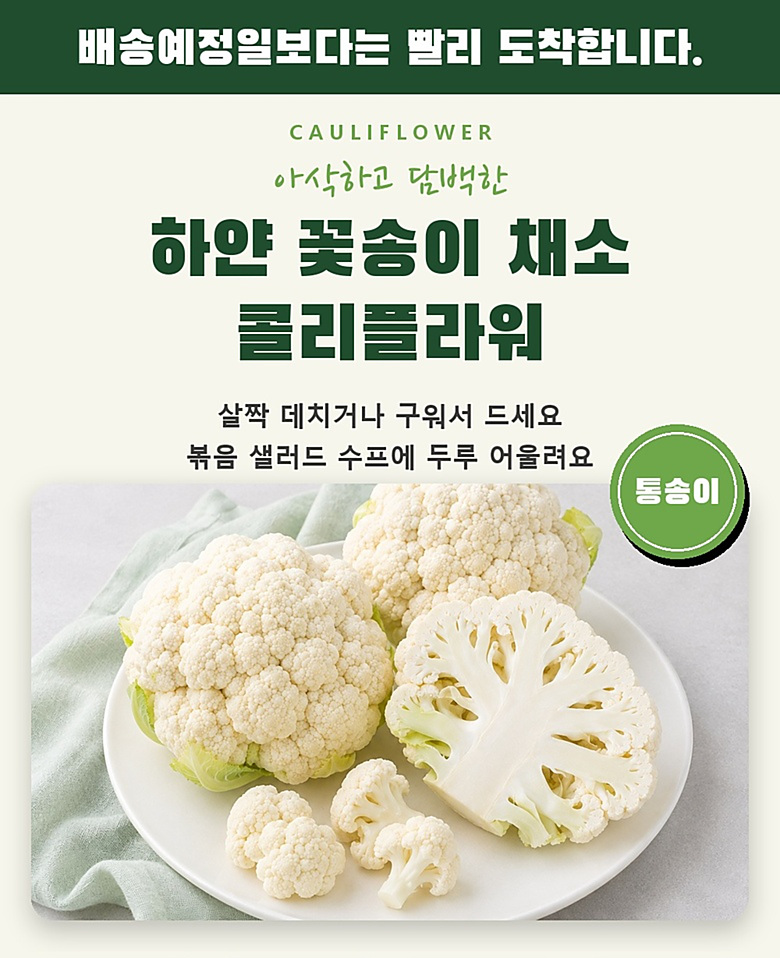 배송예정일보다는 빨리 도착합니다.
CAULIFLOWER
아삭하고 담백한
하얀 꽃송이 채소
콜리플라워
살짝 데치거나 구워서 드세요
볶음 샐러드 수프에 두루 어울려요
통송이